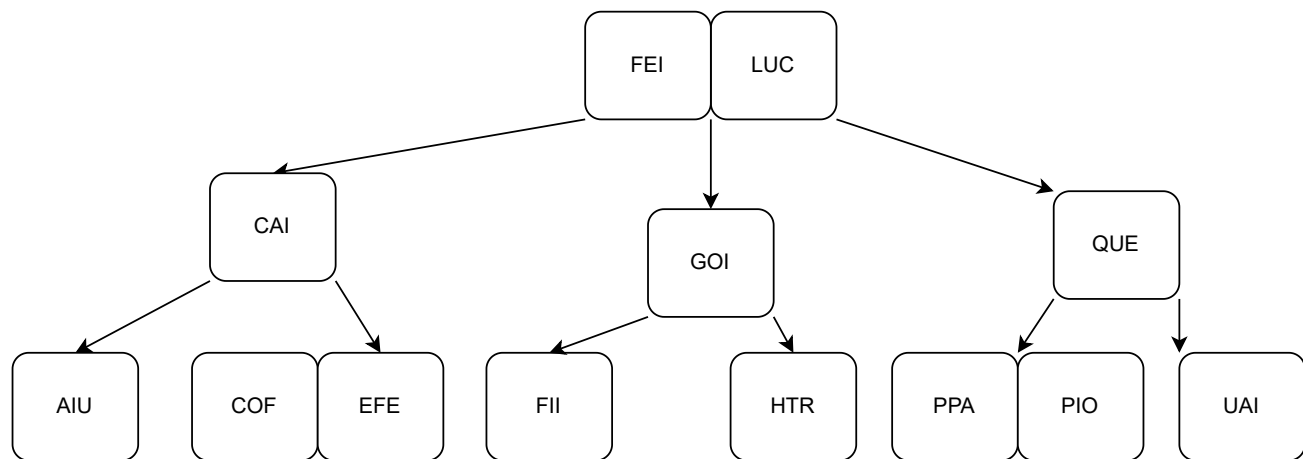 FEI LUC
CAI
GOI
QUE
AIU COF EFE FII HTR PPA PIO UAI